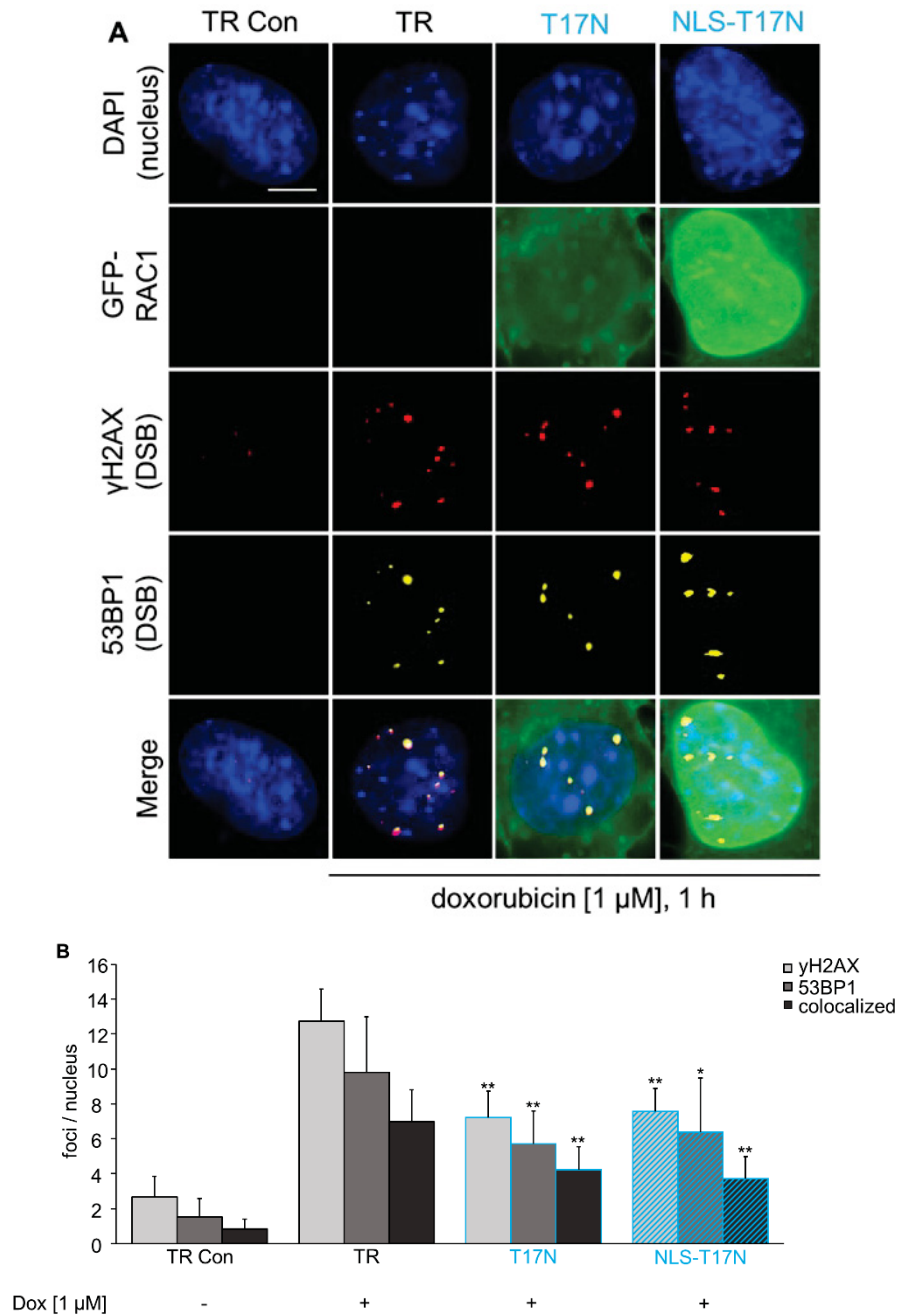 A
TR Con TR T17N NLS-T17N
DAPI
(nucleus)
GFP-
RAC1
yH2AX
(DSB)
53BP1
(DSB)
Merge
doxorubicin [1 µM], 1 h
B
16
14
12
10
8
6
4
2
0
foci / nucleus
yH2AX
53BP1
colocalized
** ** **
** * **
TR Con TR T17N NLS-T17N
Dox [1 µM] - + + +